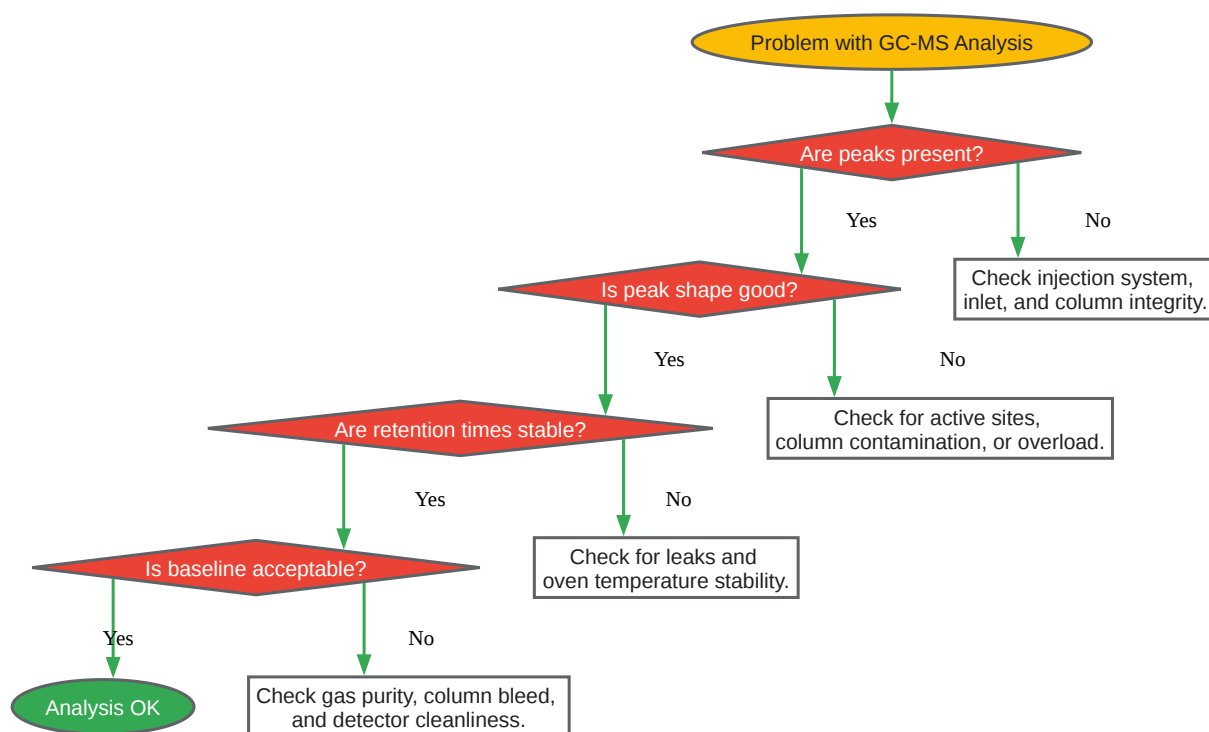 Problem with GC-MS Analysis
Are peaks present?
Yes
No
Is peak shape good?
Check injection system,
inlet, and column integrity.
Yes
No
Are retention times stable?
Check for active sites,
column contamination, or overload.
Yes
No
Is baseline acceptable?
Check for leaks and
oven temperature stability.
Yes
No
Analysis OK
Check gas purity, column bleed,
and detector cleanliness.